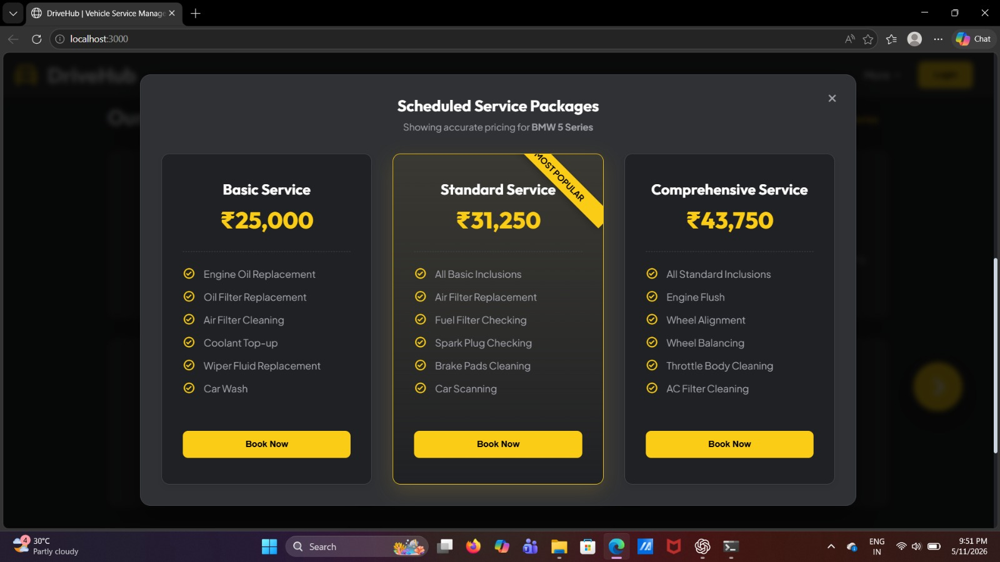 DriveHub | Vehicle Service Manage
localhost:3000
Chat
DriveHub
More
Login
Our
Scheduled Service Packages
Showing accurate pricing for BMW 5 Series
MOST POPULAR
Basic Service
₹25,000
Engine Oil Replacement
Oil Filter Replacement
Air Filter Cleaning
Coolant Top-up
Wiper Fluid Replacement
Car Wash
Book Now
Standard Service
₹31,250
All Basic Inclusions
Air Filter Replacement
Fuel Filter Checking
Spark Plug Checking
Brake Pads Cleaning
Car Scanning
Book Now
Comprehensive Service
₹43,750
All Standard Inclusions
Engine Flush
Wheel Alignment
Wheel Balancing
Throttle Body Cleaning
AC Filter Cleaning
Book Now
4
30°C
Partly cloudy
Search
ENG
IN
9:51 PM
5/11/2026